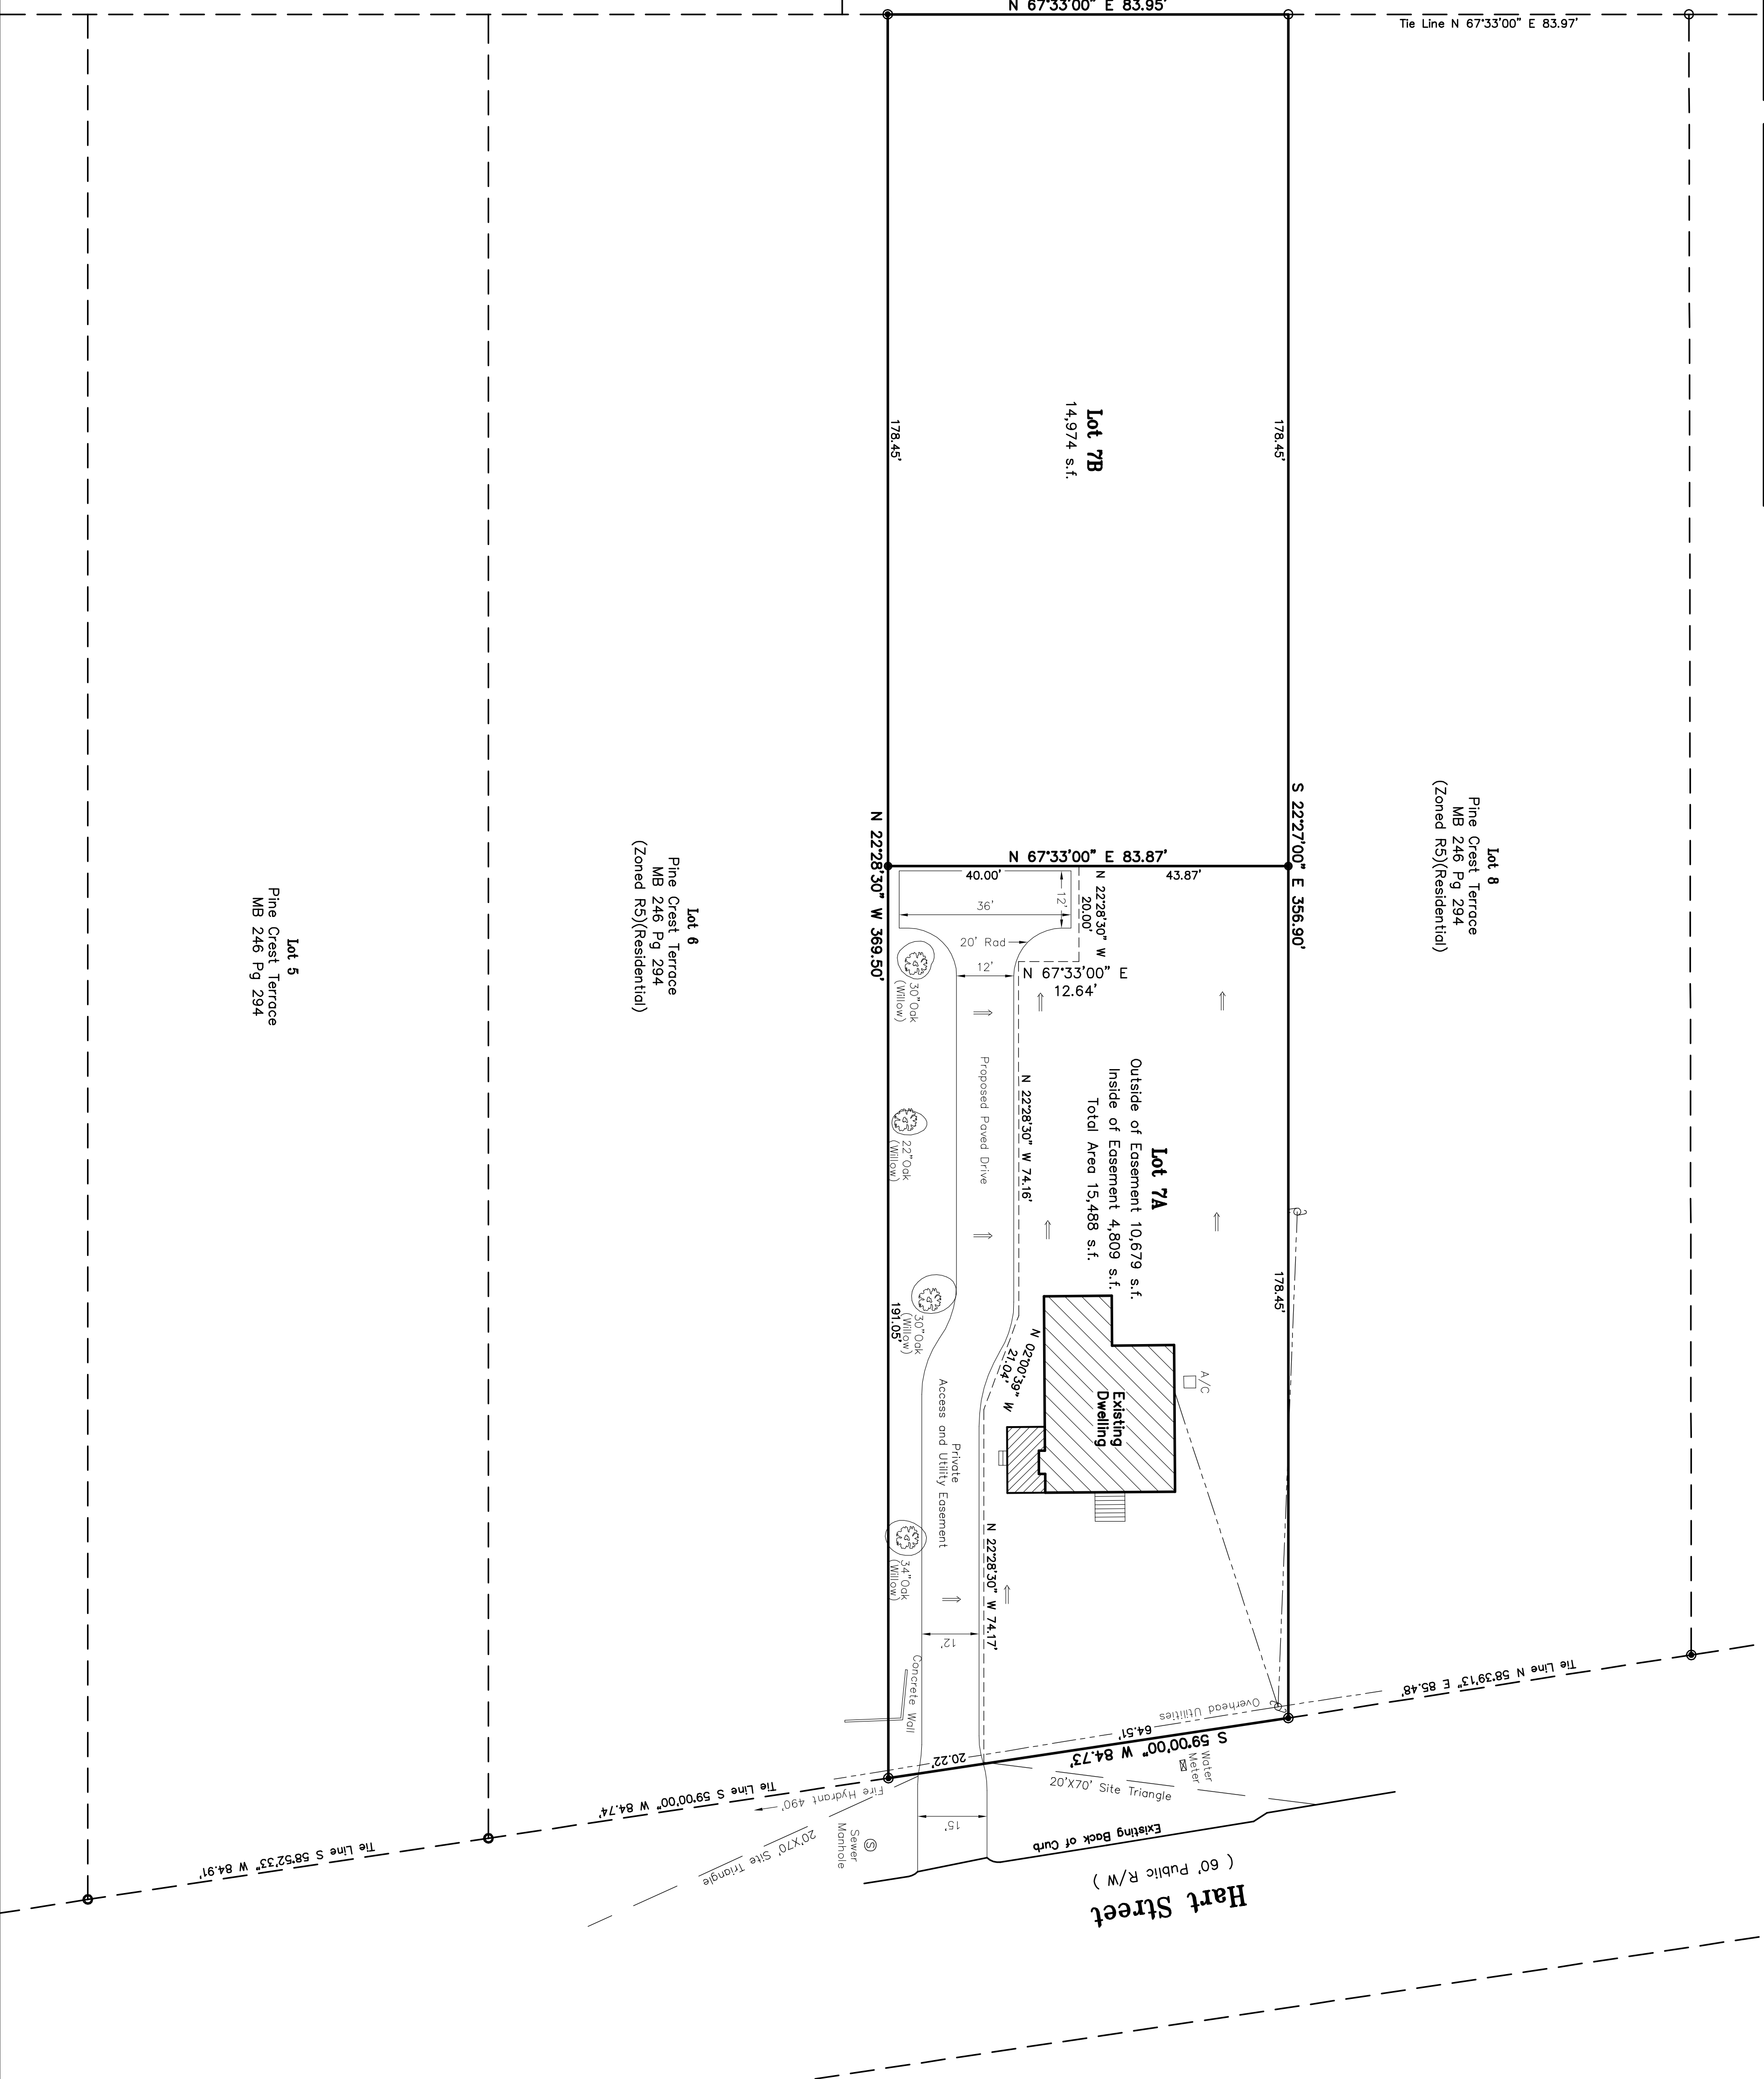 N 67°33'00" E 83.95'
Tie Line N 67°33'00" E 83.97'
Lot 7B
14,974 s.f.
178.45'
178.45'
S 22°27'00" E 356.90'
N 22°28'30" W 369.50'
Lot 8
Pine Crest Terrace
MB 246 Pg 294
(Zoned R5)(Residential)
Lot 6
Pine Crest Terrace
MB 246 Pg 294
(Zoned R5)(Residential)
Lot 5
Pine Crest Terrace
MB 246 Pg 294
N 67°33'00" E 83.87'
40.00'
43.87'
36'
12'
N 22°28'30" W
20.00'
20' Rad
12'
N 67°33'00" E
12.64'
30"Oak
(Willow)
Proposed Paved Drive
N 22°28'30" W 74.16'
22"Oak
(Willow)
Lot 7A
Outside of Easement 10,679 s.f.
Inside of Easement 4,809 s.f.
Total Area 15,488 s.f.
178.45'
191.05'
30"Oak
(Willow)
N 02°00'39" W
21.04'
A/C
Existing
Dwelling
Private
Access and Utility Easement
N 22°28'30" W 74.17'
34"Oak
(Willow)
12'
Concrete Wall
Overhead Utilities
64.51'
20.22'
S 59°00'00" W 84.73'
Tie Line N 58°39'13" E 85.48'
Water
Meter
20'X70' Site Triangle
Fire Hydrant 490'
Tie Line S 59°00'00" W 84.74'
Tie Line S 58°52'33" W 84.91'
20'X70' Site Triangle
S
Sewer
Manhole
15'
Existing Back of Curb
( 60' Public R/W )
Hart Street